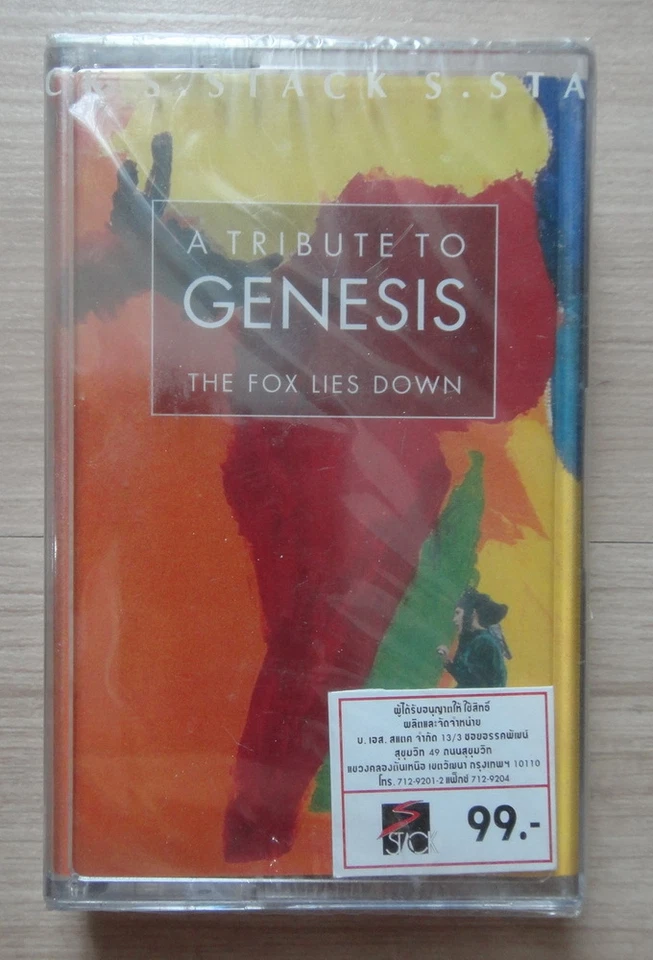 CK S.STACK S.STA
A TRIBUTE TO
GENESIS
THE FOX LIES DOWN
ผู้ได้รับอนุญาตให้ใช้สิทธิ์
ผลิตและจัดจำหน่าย
บ. เอส. สแตค จำกัด 13/3 ซอยอรรคพัฒน์
สุขุมวิท 49 ถนนสุขุมวิท
แขวงคลองตันเหนือ เขตวัฒนา กรุงเทพฯ 10110
โทร. 712-9201-2 แฟ็กซ์ 712-9204
S STACK
99.-